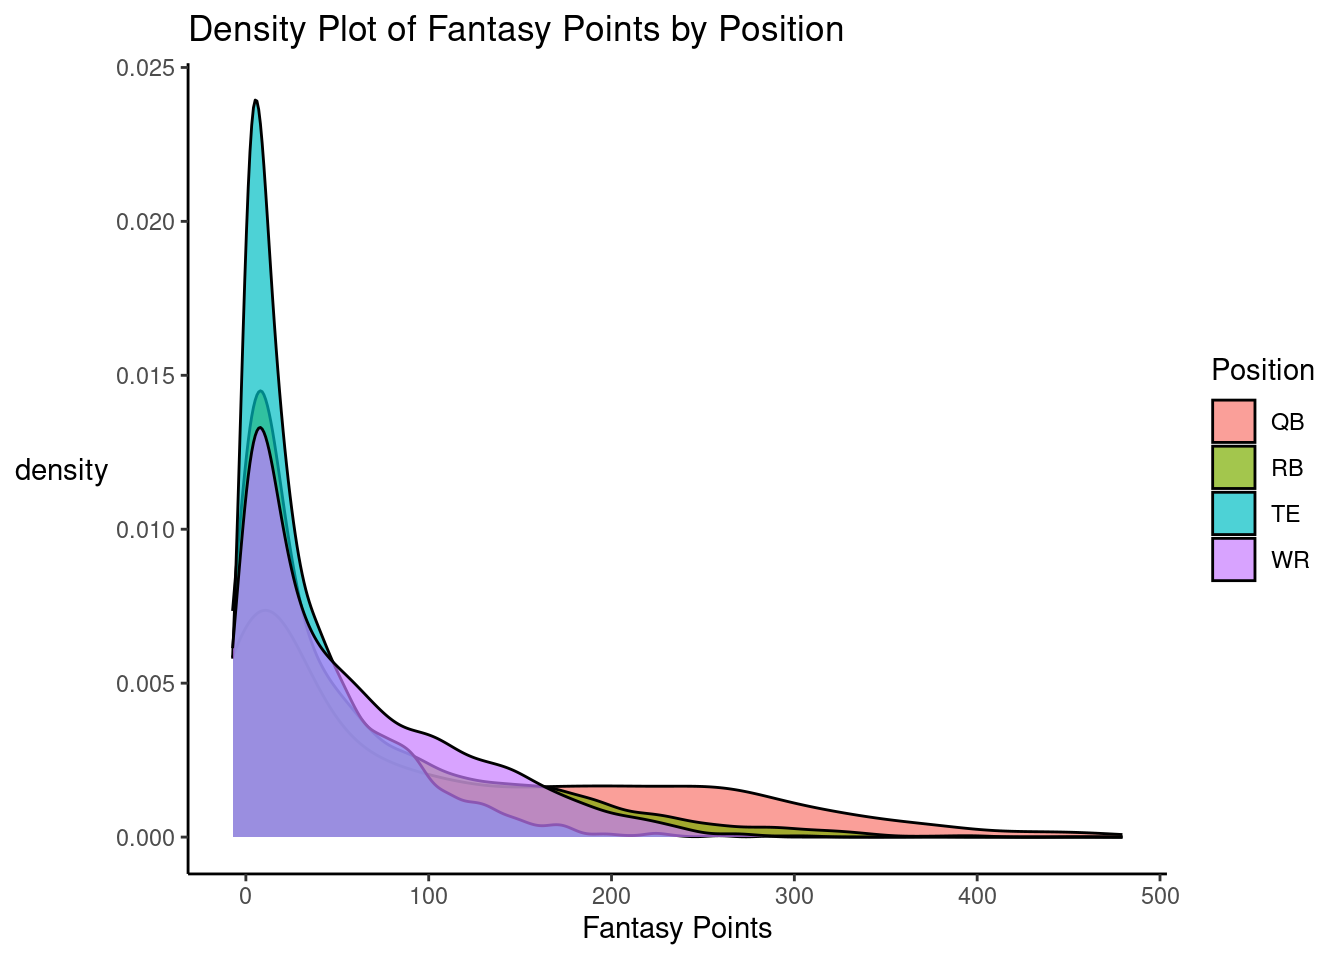 Density Plot of Fantasy Points by Position
0.025
0.020
0.015
0.010
0.005
0.000
density
0 100 200 300 400 500
Fantasy Points
Position
QB
RB
TE
WR